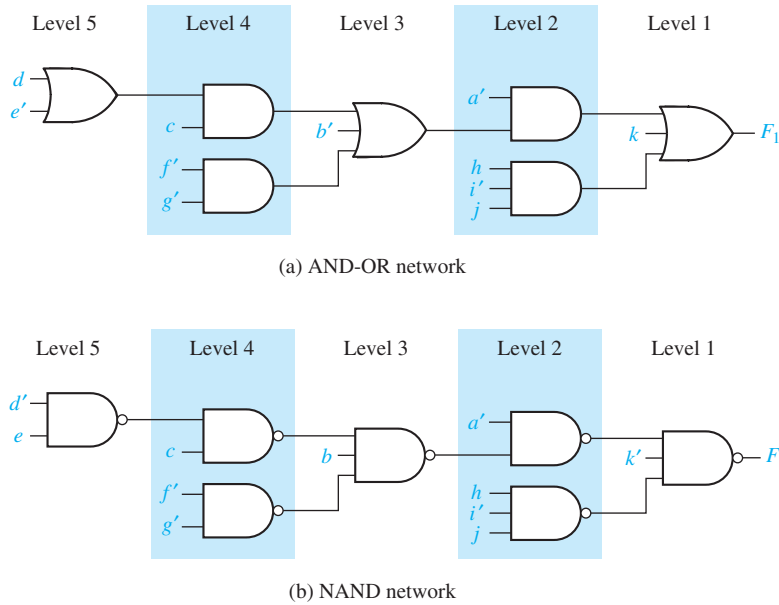 Level 5 Level 4 Level 3 Level 2 Level 1
d
e′
c
f′
g′
b′
a′
h
i′
j
k
F₁
(a) AND-OR network
Level 5 Level 4 Level 3 Level 2 Level 1
d′
e
c
f′
g′
b
a′
h
i′
j
k′
F
(b) NAND network